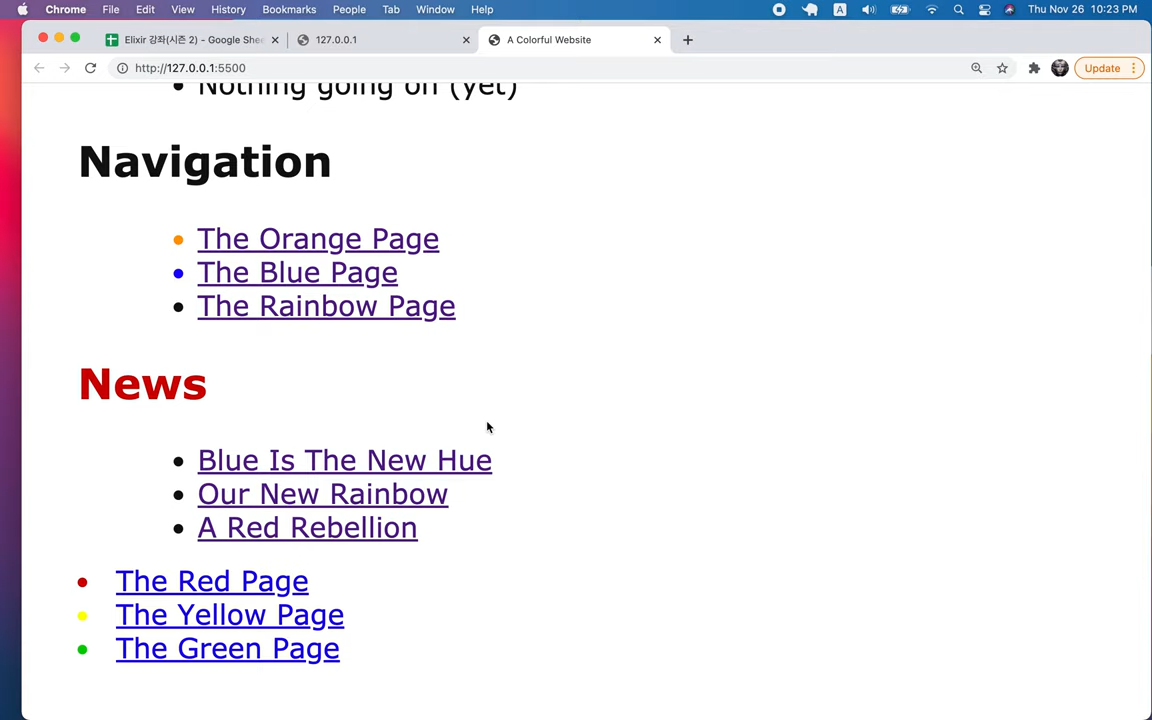 Chrome File Edit View History Bookmarks People Tab Window Help A Thu Nov 26 10:23 PM
Elixir 강좌(시즌 2) - Google Shee 127.0.0.1 A Colorful Website
http://127.0.0.1:5500 Update
Nothing going on (yet)
Navigation
The Orange Page
The Blue Page
The Rainbow Page
News
Blue Is The New Hue
Our New Rainbow
A Red Rebellion
The Red Page
The Yellow Page
The Green Page